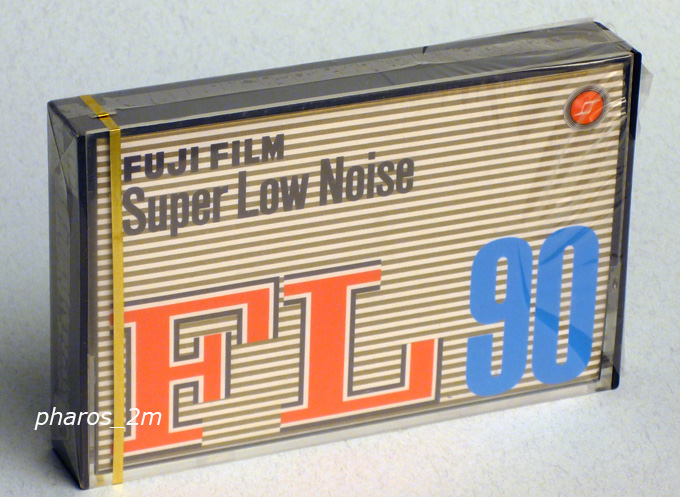 FUJI FILM
Super Low Noise
FL 90
pharos_2m